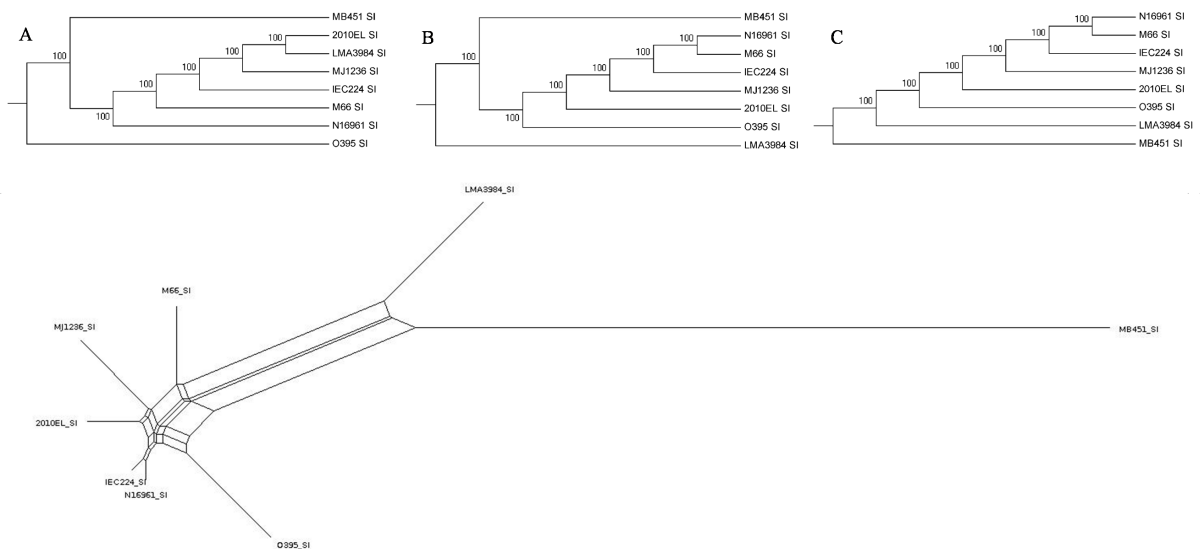 A
100
100
100
100
100
100
MB451 SI
2010EL SI
LMA3984 SI
MJ1236 SI
IEC224 SI
M66 SI
N16961 SI
O395 SI
B
100
100
100
100
100
100
MB451 SI
N16961 SI
M66 SI
IEC224 SI
MJ1236 SI
2010EL SI
O395 SI
LMA3984 SI
C
100
100
100
100
100
100
N16961 SI
M66 SI
IEC224 SI
MJ1236 SI
2010EL SI
O395 SI
LMA3984 SI
MB451 SI
LMA3984_SI
M66_SI
MJ1236_SI
MB451_SI
2010EL_SI
IEC224_SI
N16961_SI
O395_SI